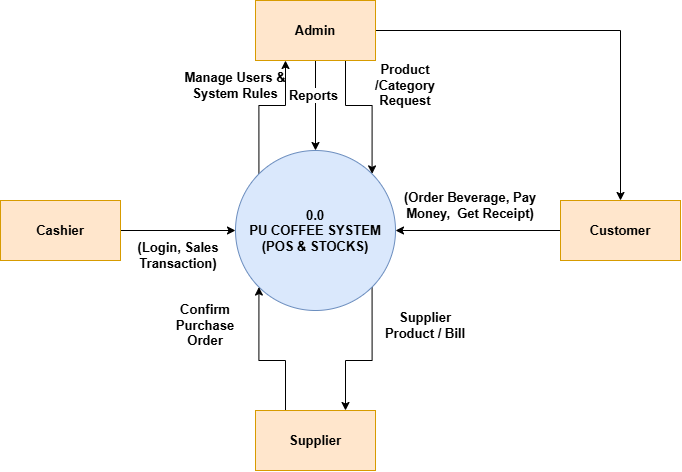 Admin
Manage Users &
System Rules
Reports
Product
/Category
Request
Cashier
(Login, Sales
Transaction)
0.0
PU COFFEE SYSTEM
(POS & STOCKS)
(Order Beverage, Pay
Money, Get Receipt)
Customer
Confirm
Purchase
Order
Supplier
Product / Bill
Supplier